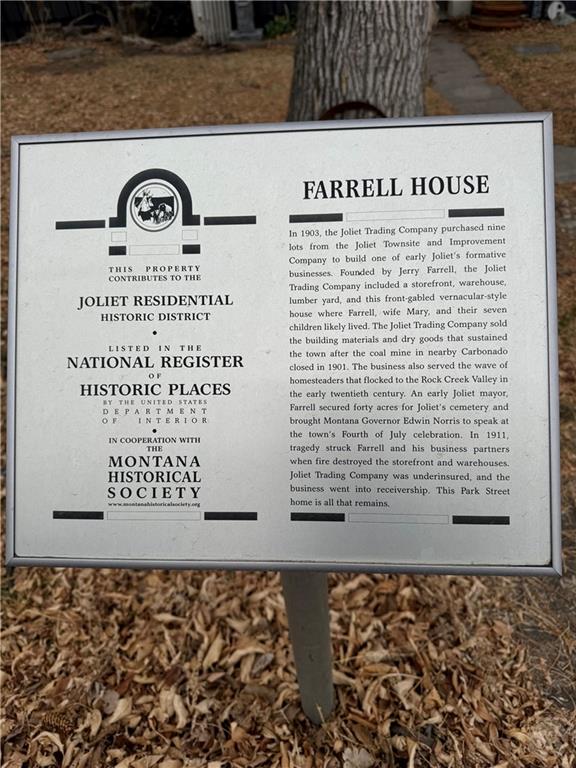 THIS PROPERTY
CONTRIBUTES TO THE
JOLIET RESIDENTIAL
HISTORIC DISTRICT
•
LISTED IN THE
NATIONAL REGISTER
OF
HISTORIC PLACES
BY THE UNITED STATES
DEPARTMENT
OF INTERIOR
•
IN COOPERATION WITH
THE
MONTANA
HISTORICAL
SOCIETY
www.montanahistoricalsociety.org
FARRELL HOUSE
In 1903, the Joliet Trading Company purchased nine
lots from the Joliet Townsite and Improvement
Company to build one of early Joliet's formative
businesses. Founded by Jerry Farrell, the Joliet
Trading Company included a storefront, warehouse,
lumber yard, and this front-gabled vernacular-style
house where Farrell, wife Mary, and their seven
children likely lived. The Joliet Trading Company sold
the building materials and dry goods that sustained
the town after the coal mine in nearby Carbonado
closed in 1901. The business also served the wave of
homesteaders that flocked to the Rock Creek Valley in
the early twentieth century. An early Joliet mayor,
Farrell secured forty acres for Joliet's cemetery and
brought Montana Governor Edwin Norris to speak at
the town's Fourth of July celebration. In 1911,
tragedy struck Farrell and his business partners
when fire destroyed the storefront and warehouses.
Joliet Trading Company was underinsured, and the
business went into receivership. This Park Street
home is all that remains.